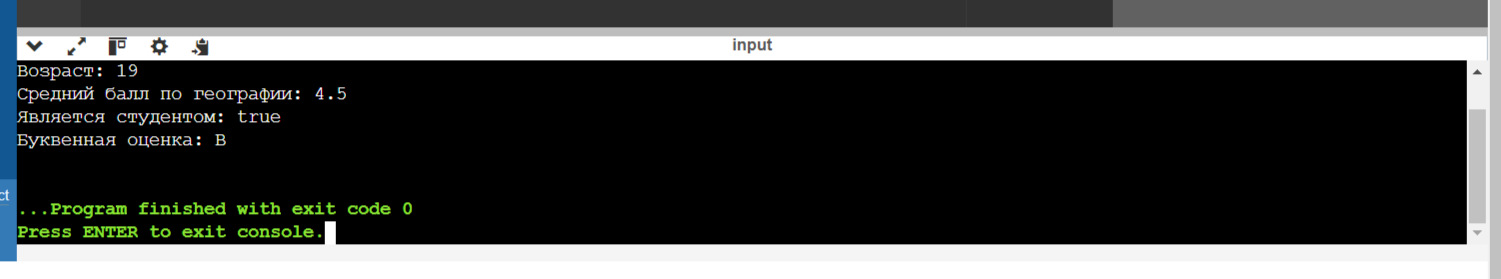 input
Возраст: 19
Средний балл по географии: 4.5
Является студентом: true
Буквенная оценка: B
ct
...Program finished with exit code 0
Press ENTER to exit console.